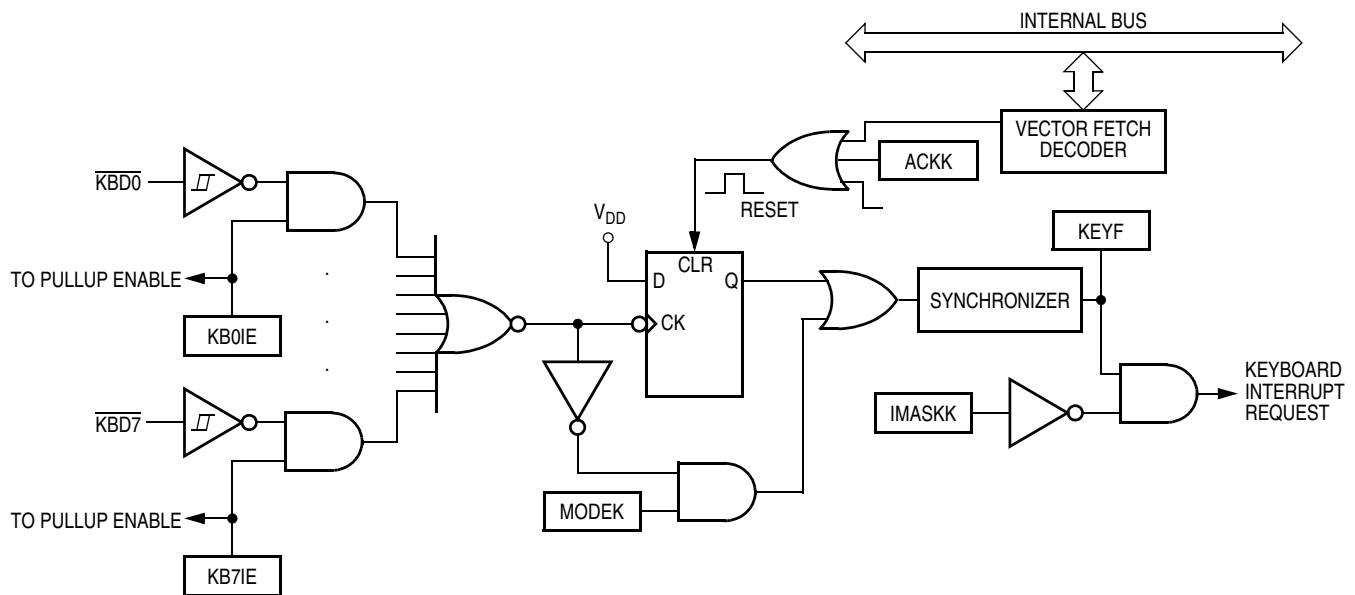 INTERNAL BUS
VECTOR FETCH
DECODER
ACKK
KBD0
RESET
VDD
KEYF
CLR
D
Q
TO PULLUP ENABLE
SYNCHRONIZER
CK
KB0IE
KEYBOARD
INTERRUPT
REQUEST
IMASKK
KBD7
MODEK
TO PULLUP ENABLE
KB7IE